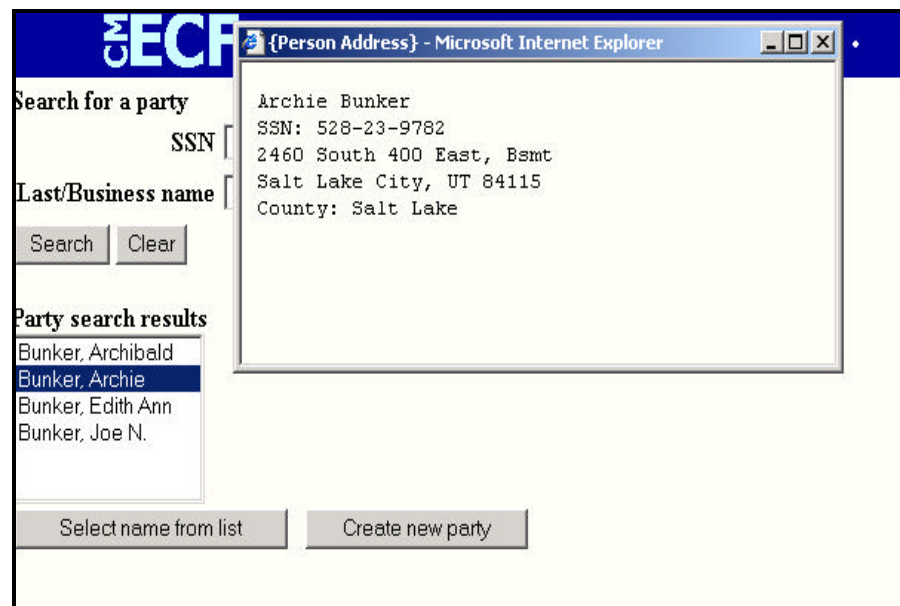 CM
ECF
{Person Address} - Microsoft Internet Explorer
Archie Bunker
SSN: 528-23-9782
2460 South 400 East, Bsmt
Salt Lake City, UT 84115
County: Salt Lake
Search for a party
SSN
Last/Business name
Search Clear
Party search results
Bunker, Archibald
Bunker, Archie
Bunker, Edith Ann
Bunker, Joe N.
Select name from list Create new party